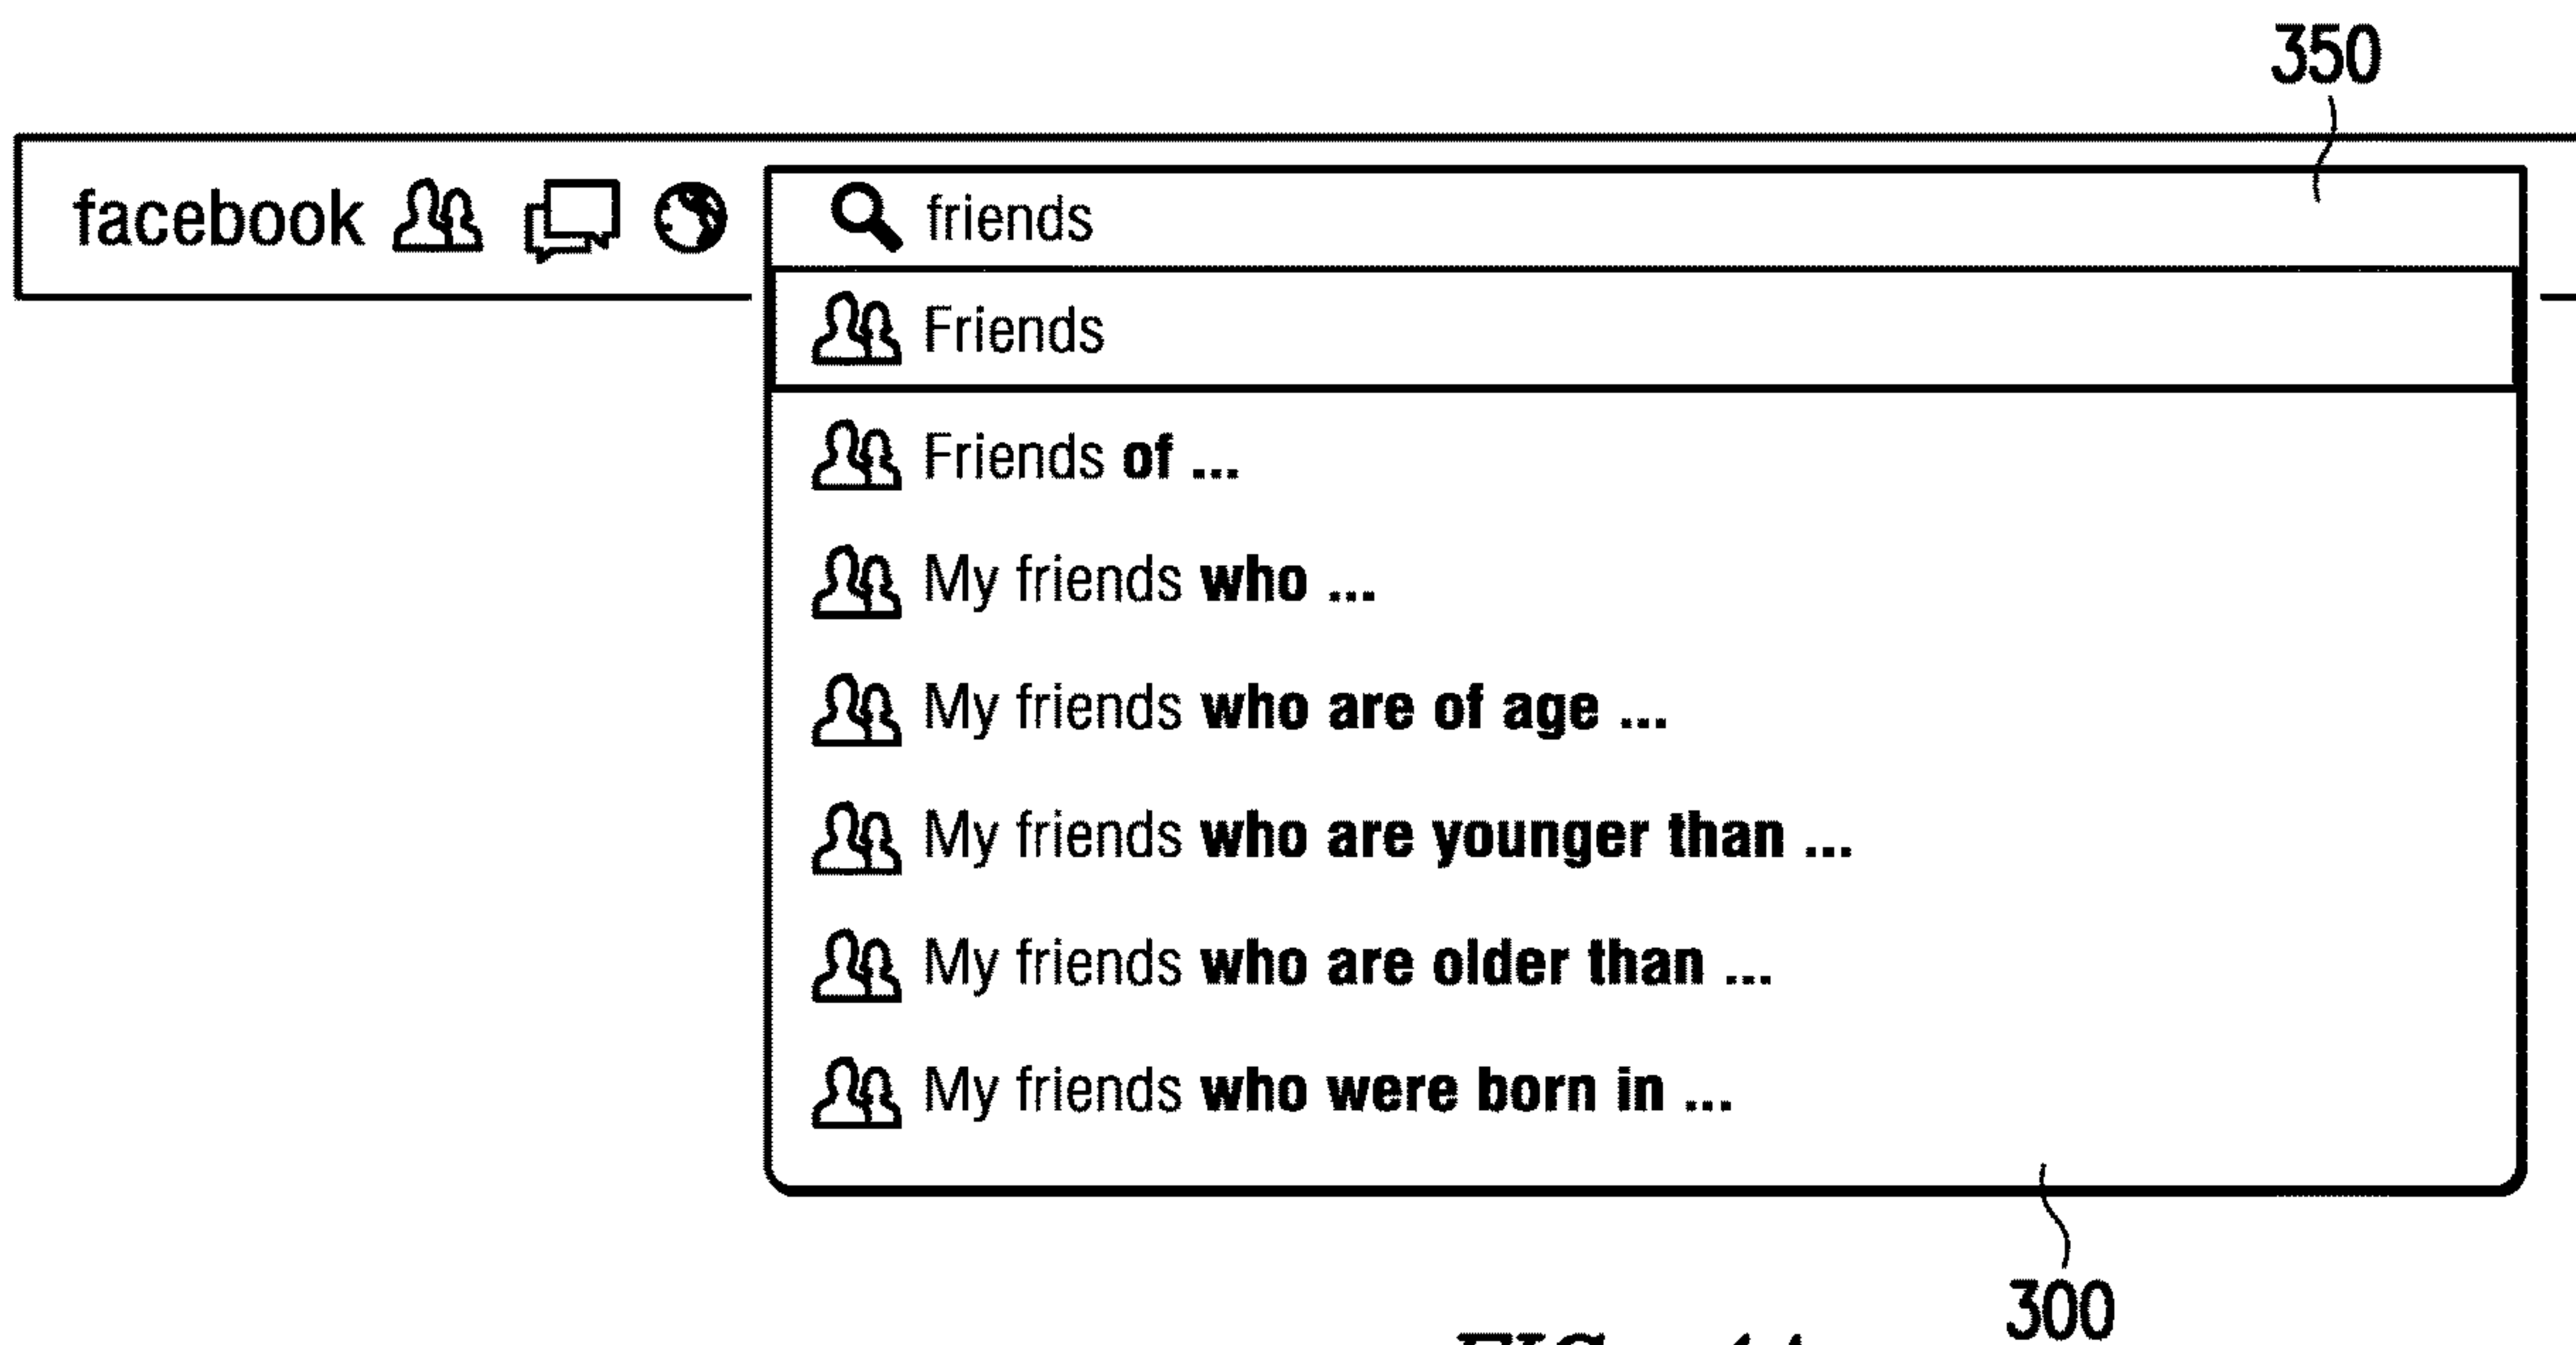 350
facebook friends
Friends
Friends of ...
My friends who ...
My friends who are of age ...
My friends who are younger than ...
My friends who are older than ...
My friends who were born in ...
300